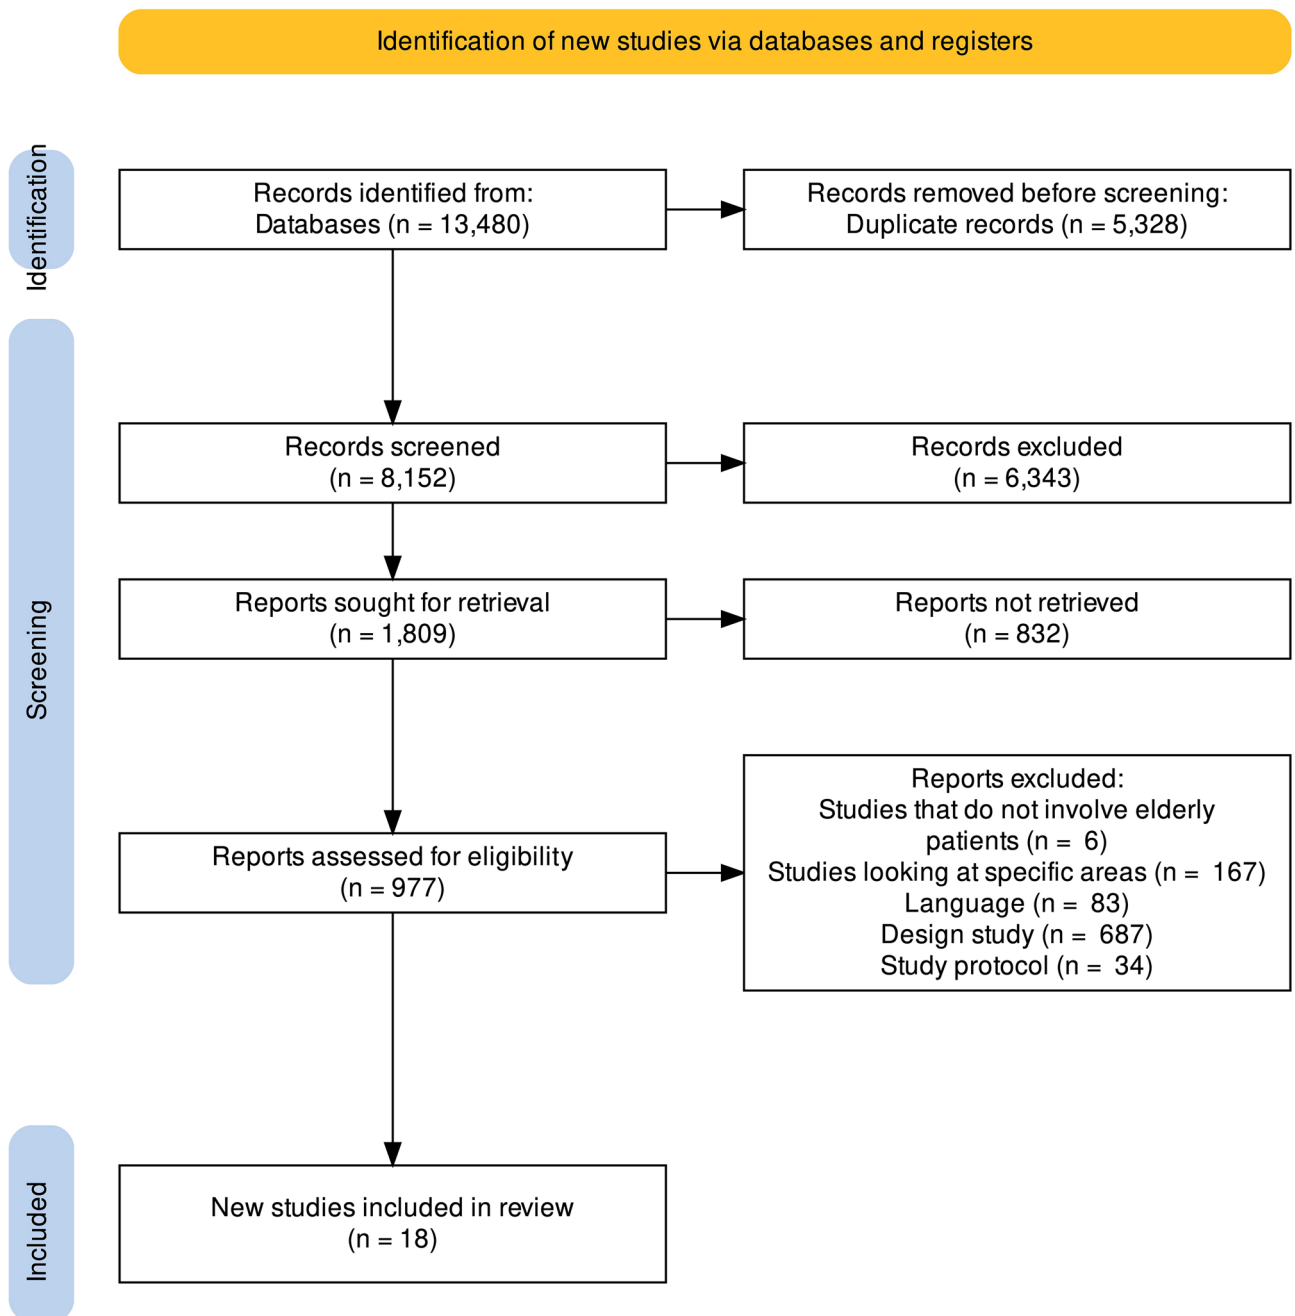 Identification of new studies via databases and registers
Identification
Records identified from:
Databases (n = 13,480)
Records removed before screening:
Duplicate records (n = 5,328)
Screening
Records screened
(n = 8,152)
Records excluded
(n = 6,343)
Reports sought for retrieval
(n = 1,809)
Reports not retrieved
(n = 832)
Reports assessed for eligibility
(n = 977)
Reports excluded:
Studies that do not involve elderly
patients (n =  6)
Studies looking at specific areas (n =  167)
Language (n =  83)
Design study (n =  687)
Study protocol (n =  34)
Included
New studies included in review
(n = 18)